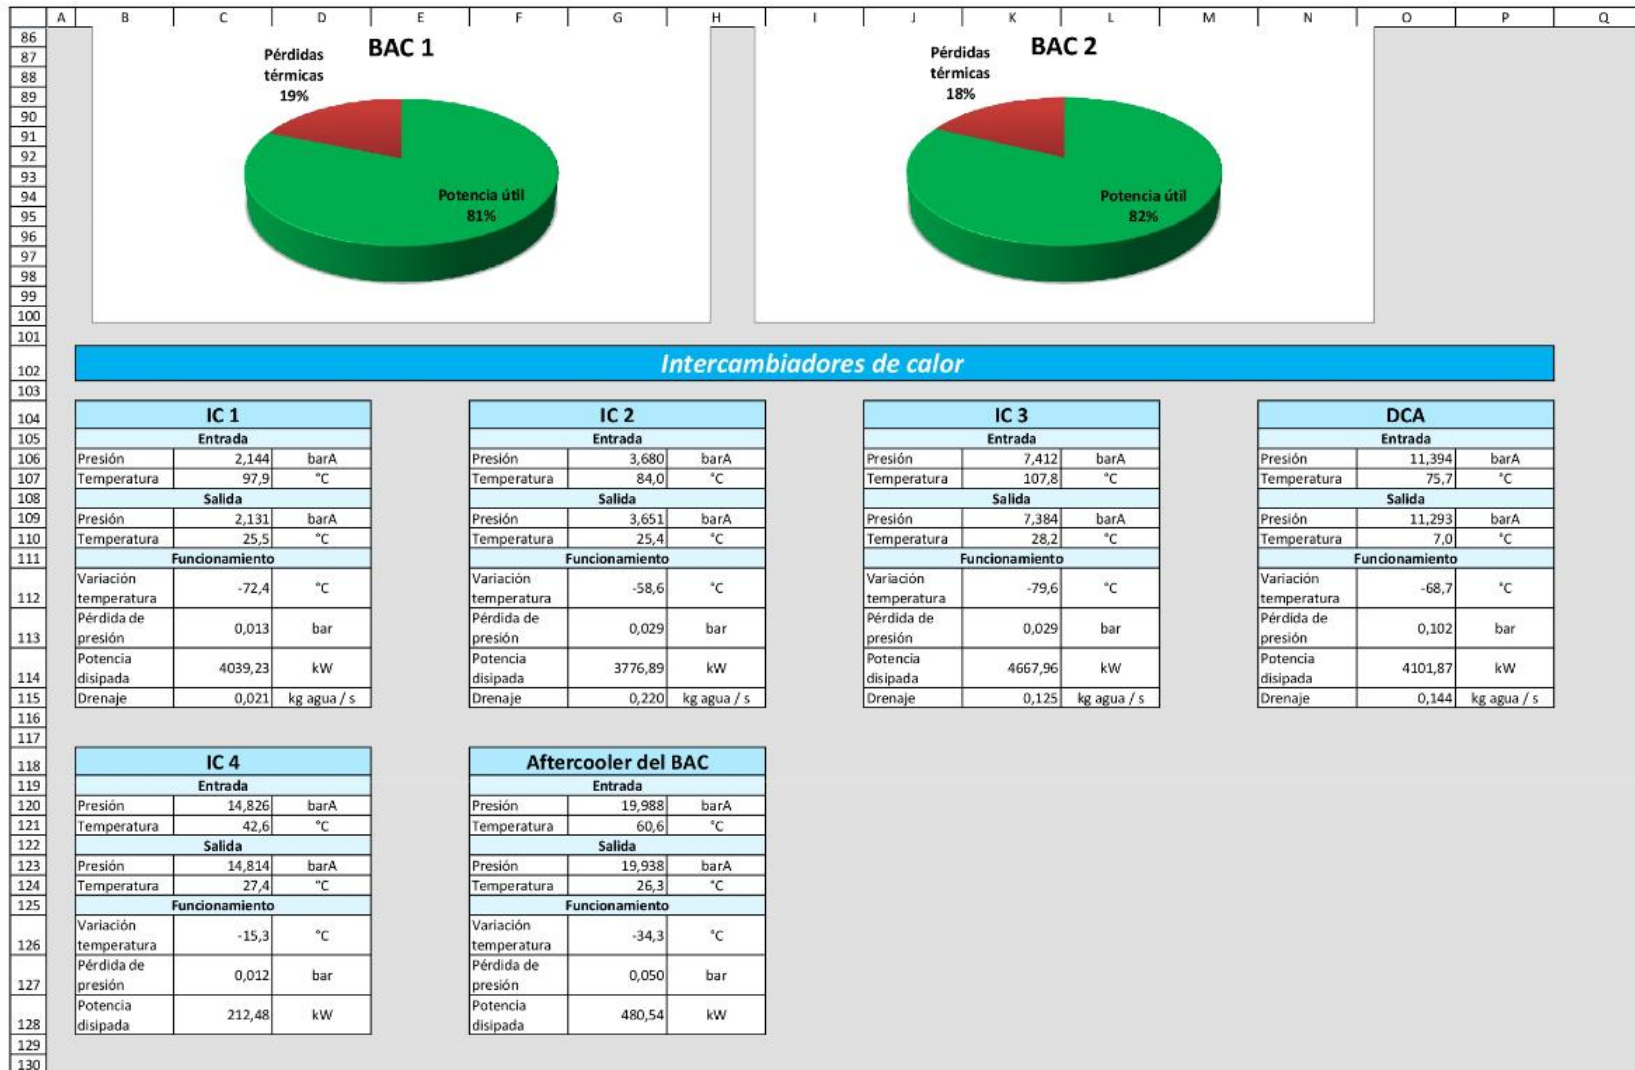 A B C D E F G H I J K L M N O P Q
86
87
88
89
90
91
92
93
94
95
96
97
98
99
100
BAC 1
Pérdidas
térmicas
19%
Potencia útil
81%
BAC 2
Pérdidas
térmicas
18%
Potencia útil
82%
101
102 Intercambiadores de calor
103
104 IC 1 IC 2 IC 3 DCA
105 Entrada Entrada Entrada Entrada
106 Presión 2,144 barA Presión 3,680 barA Presión 7,412 barA Presión 11,394 barA
107 Temperatura 97,9 °C Temperatura 84,0 °C Temperatura 107,8 °C Temperatura 75,7 °C
108 Salida Salida Salida Salida
109 Presión 2,131 barA Presión 3,651 barA Presión 7,384 barA Presión 11,293 barA
110 Temperatura 25,5 °C Temperatura 25,4 °C Temperatura 28,2 °C Temperatura 7,0 °C
111 Funcionamiento Funcionamiento Funcionamiento Funcionamiento
Variación Variación Variación Variación
112 temperatura -72,4 °C temperatura -58,6 °C temperatura -79,6 °C temperatura -68,7 °C
Pérdida de Pérdida de Pérdida de Pérdida de
113 presión 0,013 bar presión 0,029 bar presión 0,029 bar presión 0,102 bar
Potencia Potencia Potencia Potencia
114 disipada 4039,23 kW disipada 3776,89 kW disipada 4667,96 kW disipada 4101,87 kW
115 Drenaje 0,021 kg agua / s Drenaje 0,220 kg agua / s Drenaje 0,125 kg agua / s Drenaje 0,144 kg agua / s
116
117
118 IC 4 Aftercooler del BAC
119 Entrada Entrada
120 Presión 14,826 barA Presión 19,988 barA
121 Temperatura 42,6 °C Temperatura 60,6 °C
122 Salida Salida
123 Presión 14,814 barA Presión 19,938 barA
124 Temperatura 27,4 °C Temperatura 26,3 °C
125 Funcionamiento Funcionamiento
Variación Variación
126 temperatura -15,3 °C temperatura -34,3 °C
Pérdida de Pérdida de
127 presión 0,012 bar presión 0,050 bar
Potencia Potencia
128 disipada 212,48 kW disipada 480,54 kW
129
130